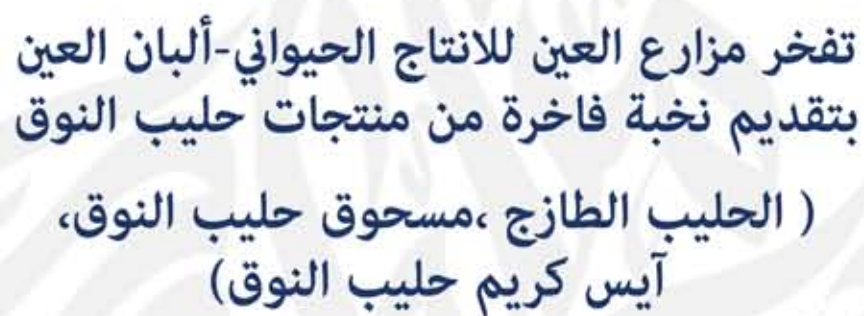 تفخر مزارع العين للانتاج الحيواني-ألبان العين
بتقديم نخبة فاخرة من منتجات حليب النوق
( الحليب الطازج ،مسحوق حليب النوق،
آيس كريم حليب النوق)